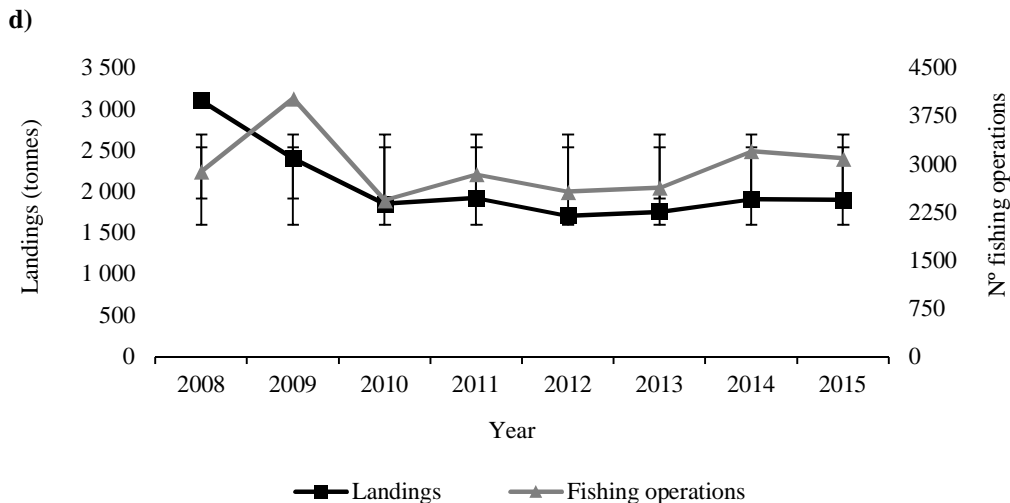 d)
Landings (tonnes)
3 500
3 000
2 500
2 000
1 500
1 000
500
0
4500
3750
3000
2250
1500
750
0
Nº fishing operations
2008 2009 2010 2011 2012 2013 2014 2015
Year
Landings Fishing operations